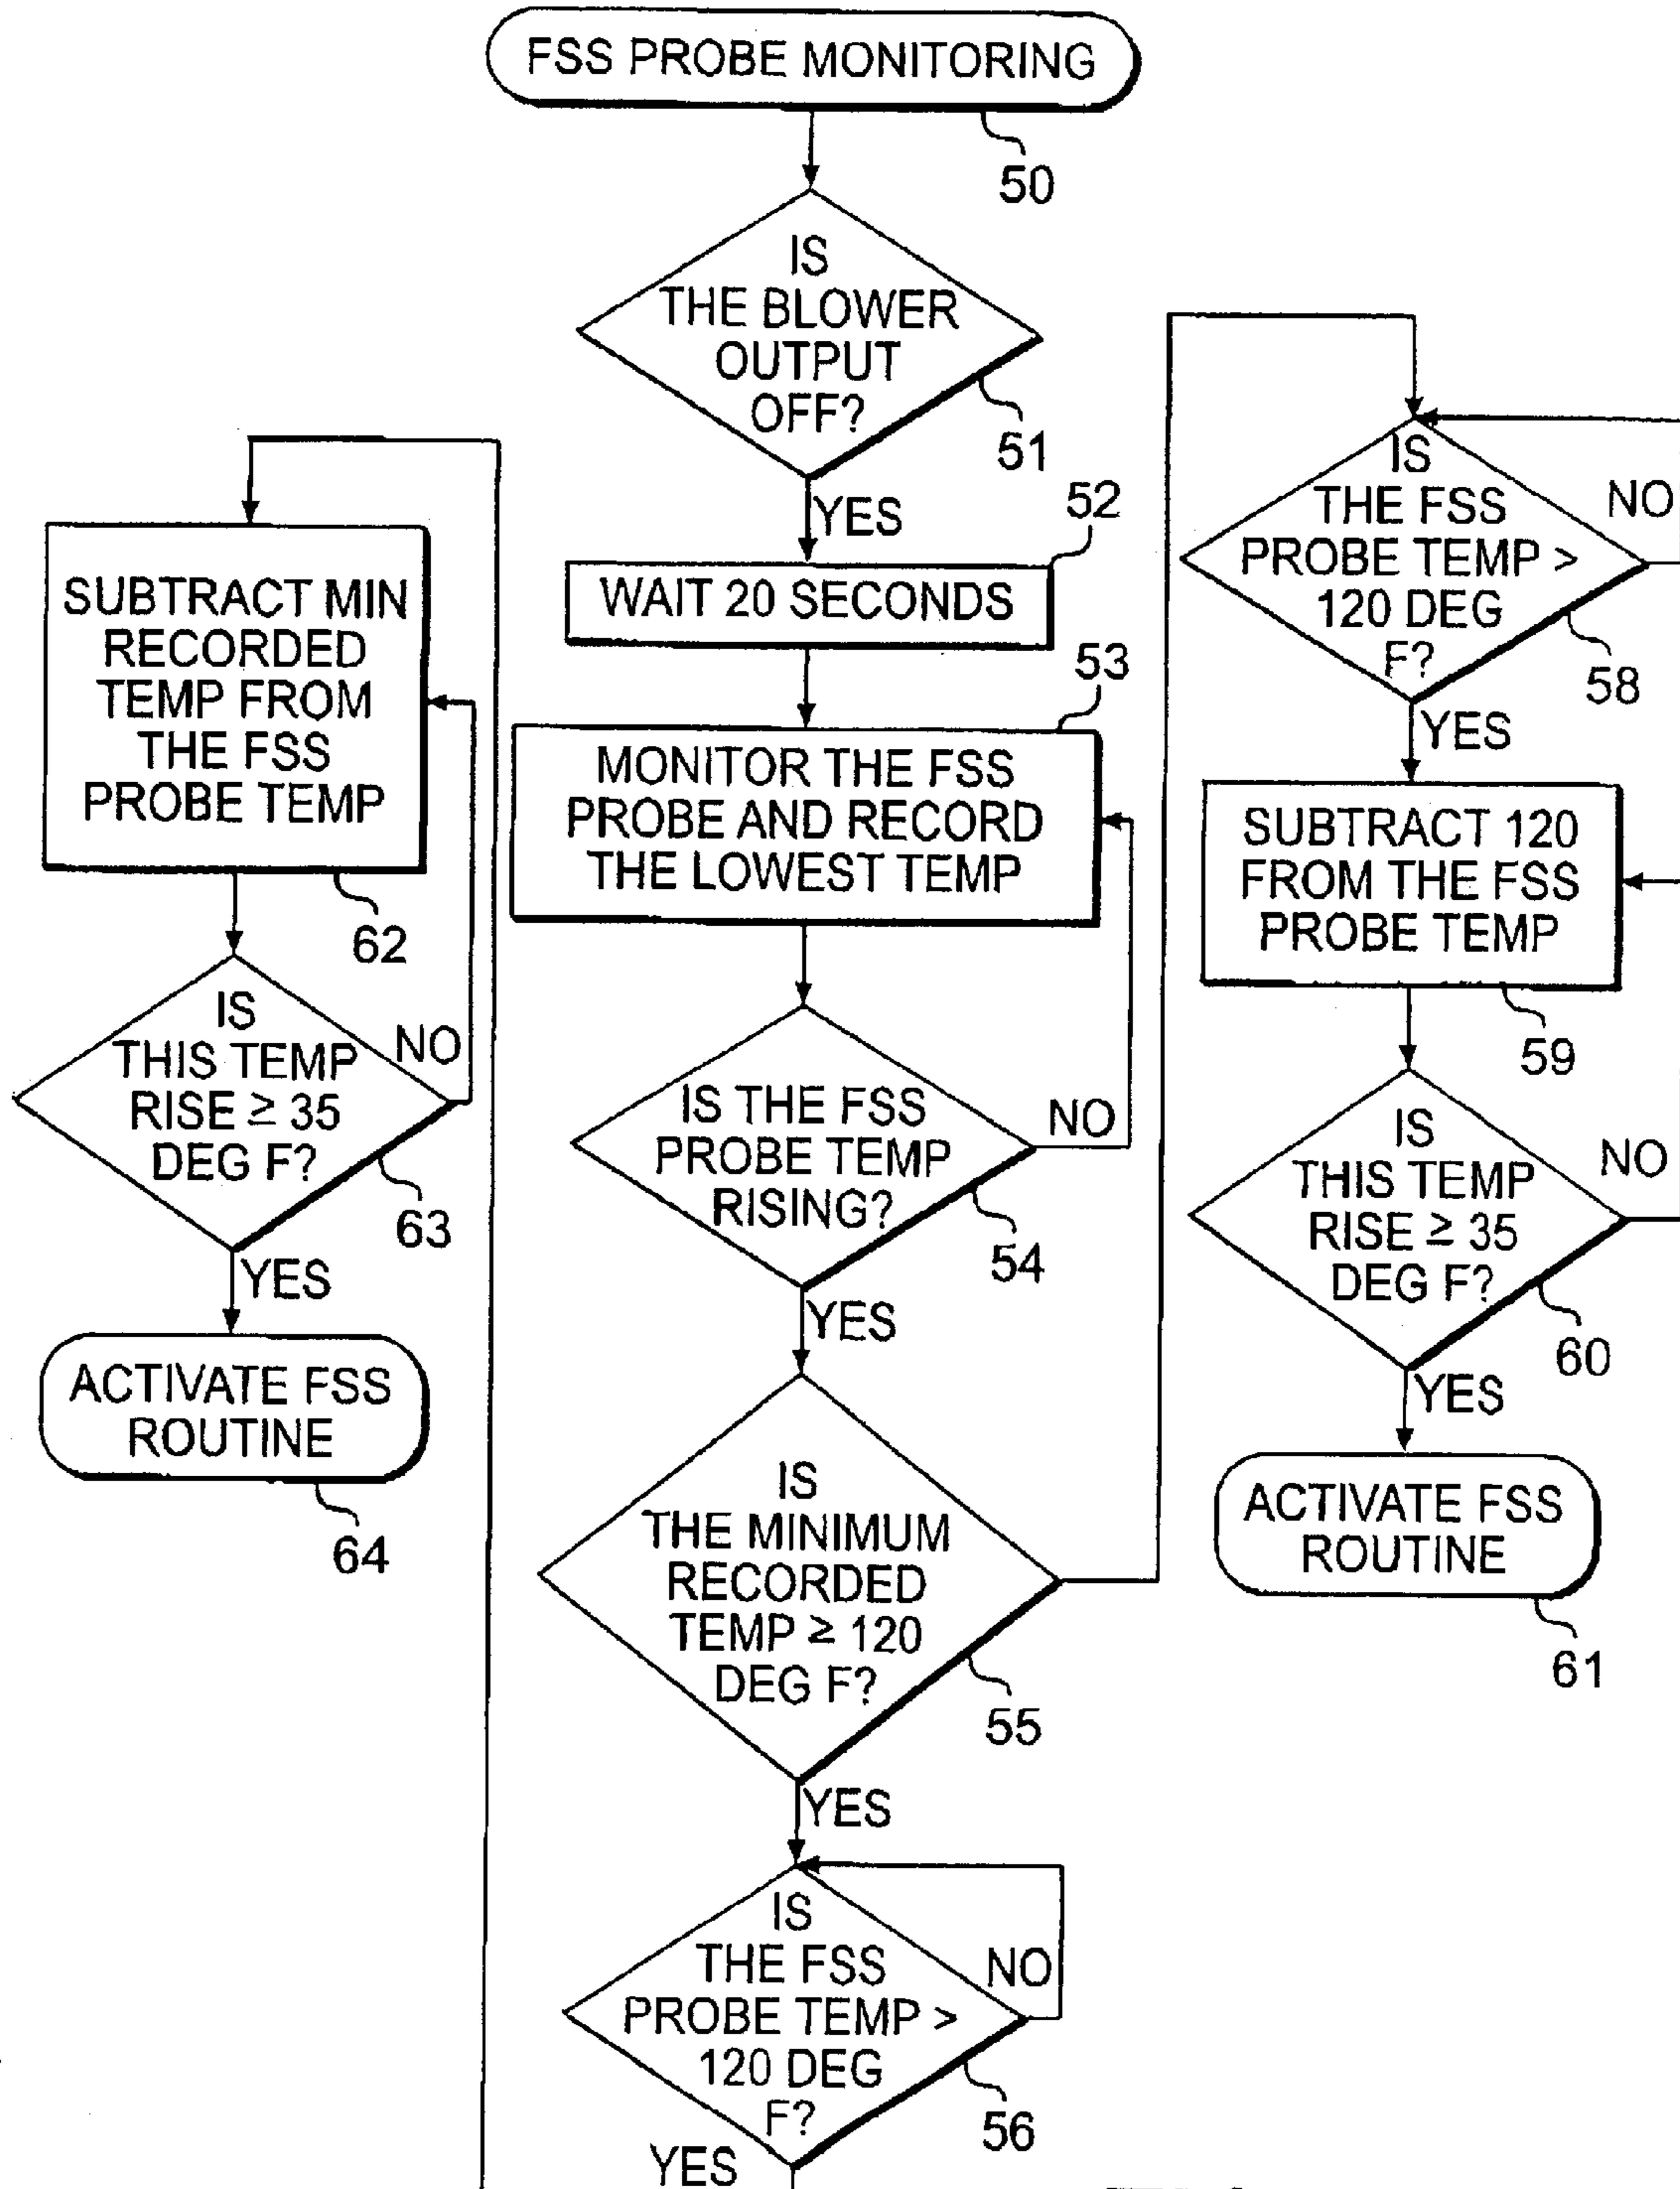 FSS PROBE MONITORING
50
IS
THE BLOWER
OUTPUT
OFF?
51
YES
52
WAIT 20 SECONDS
53
MONITOR THE FSS
PROBE AND RECORD
THE LOWEST TEMP
IS THE FSS
PROBE TEMP
RISING?
NO
54
YES
IS
THE MINIMUM
RECORDED
TEMP ≥ 120
DEG F?
55
YES
IS
THE FSS
PROBE TEMP >
120 DEG
F?
NO
56
YES
SUBTRACT MIN
RECORDED
TEMP FROM
THE FSS
PROBE TEMP
62
IS
THIS TEMP
RISE ≥ 35
DEG F?
NO
63
YES
ACTIVATE FSS
ROUTINE
64
IS
THE FSS
PROBE TEMP >
120 DEG
F?
NO
58
YES
SUBTRACT 120
FROM THE FSS
PROBE TEMP
59
IS
THIS TEMP
RISE ≥ 35
DEG F?
NO
60
YES
ACTIVATE FSS
ROUTINE
61